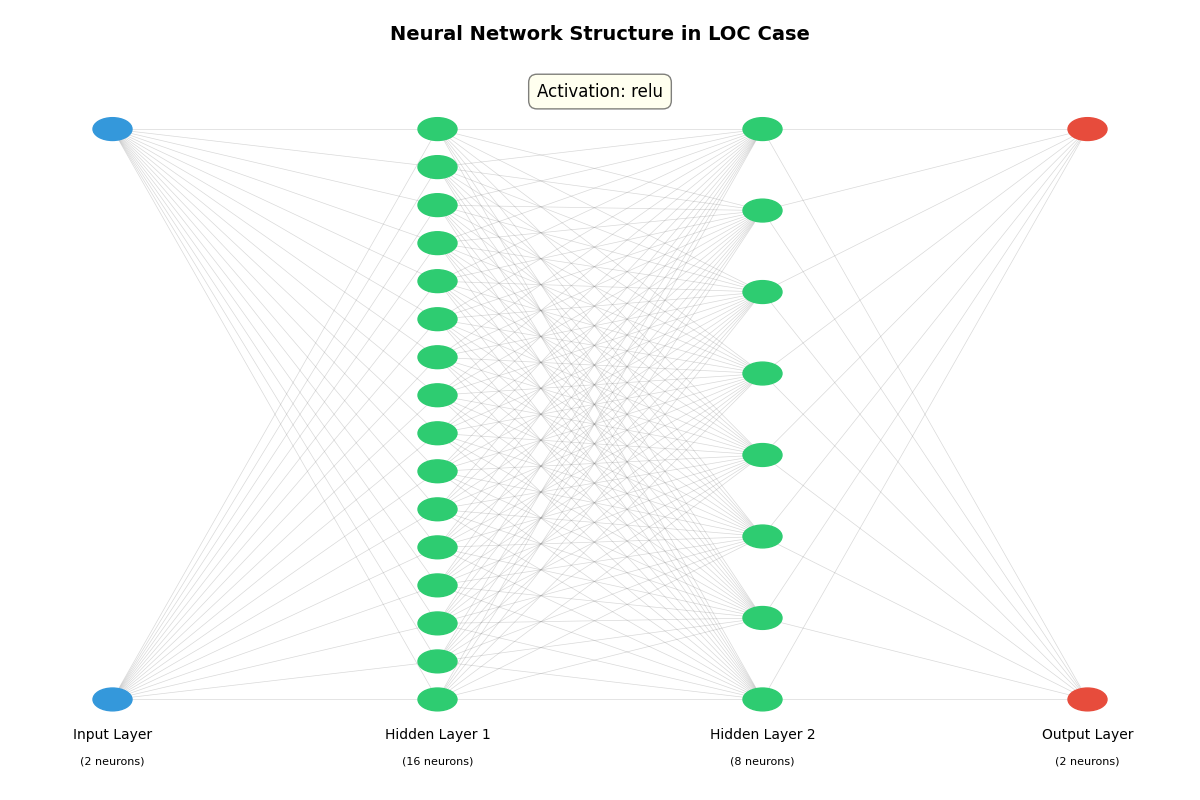 Neural Network Structure in LOC Case
Activation: relu
Input Layer
(2 neurons)
Hidden Layer 1
(16 neurons)
Hidden Layer 2
(8 neurons)
Output Layer
(2 neurons)